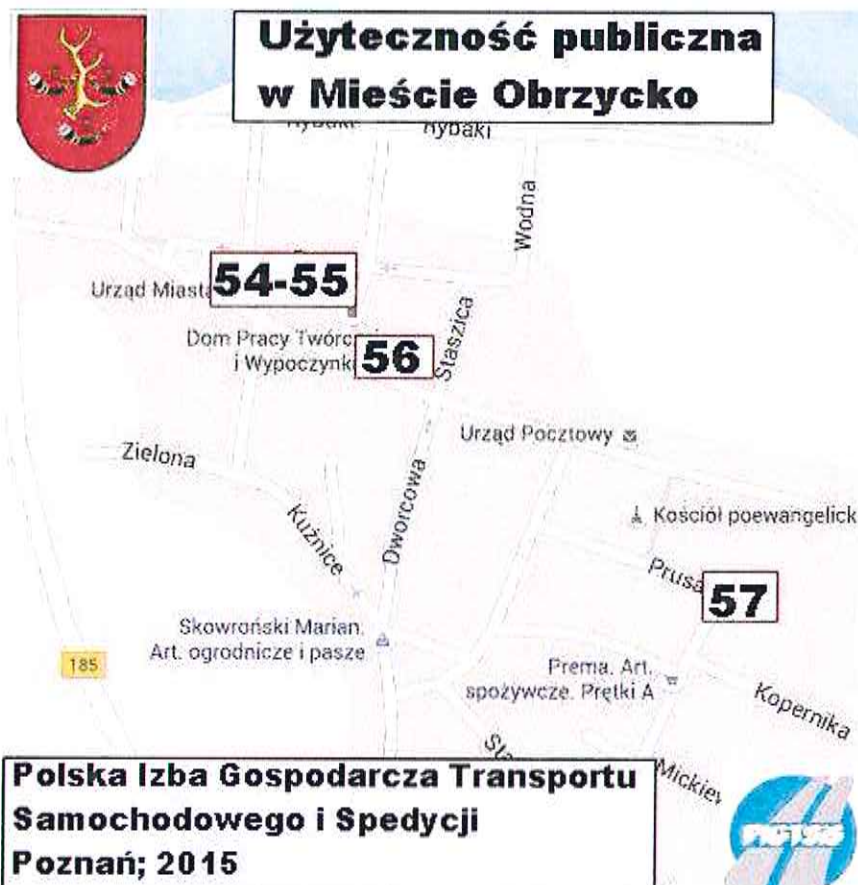 Użyteczność publiczna
w Mieście Obrzycko
Rybaki
Rybaki
Wodna
Urząd Miasta
54-55
Dom Pracy Twórc
i Wypoczynk
56
Staszica
Urząd Pocztowy
Zielona
Dworcowa
Kuźnice
Kościół poewangelick
Prusa
57
Skowroński Marian.
Art. ogrodnicze i pasze
185
Prema. Art.
spożywcze. Prętki A
Kopernika
Mickiew
Polska Izba Gospodarcza Transportu
Samochodowego i Spedycji
Poznań; 2015
PIGTSiS